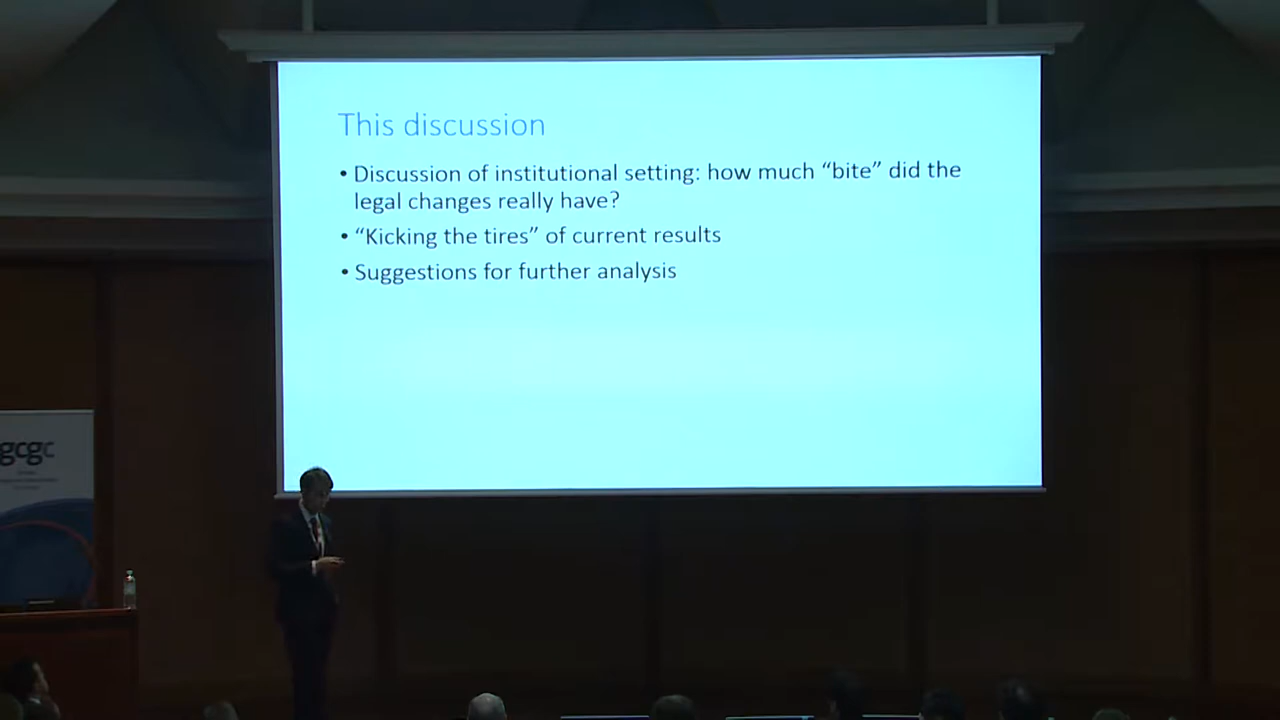 This discussion
• Discussion of institutional setting: how much “bite” did the
legal changes really have?
• “Kicking the tires” of current results
• Suggestions for further analysis
gcgc